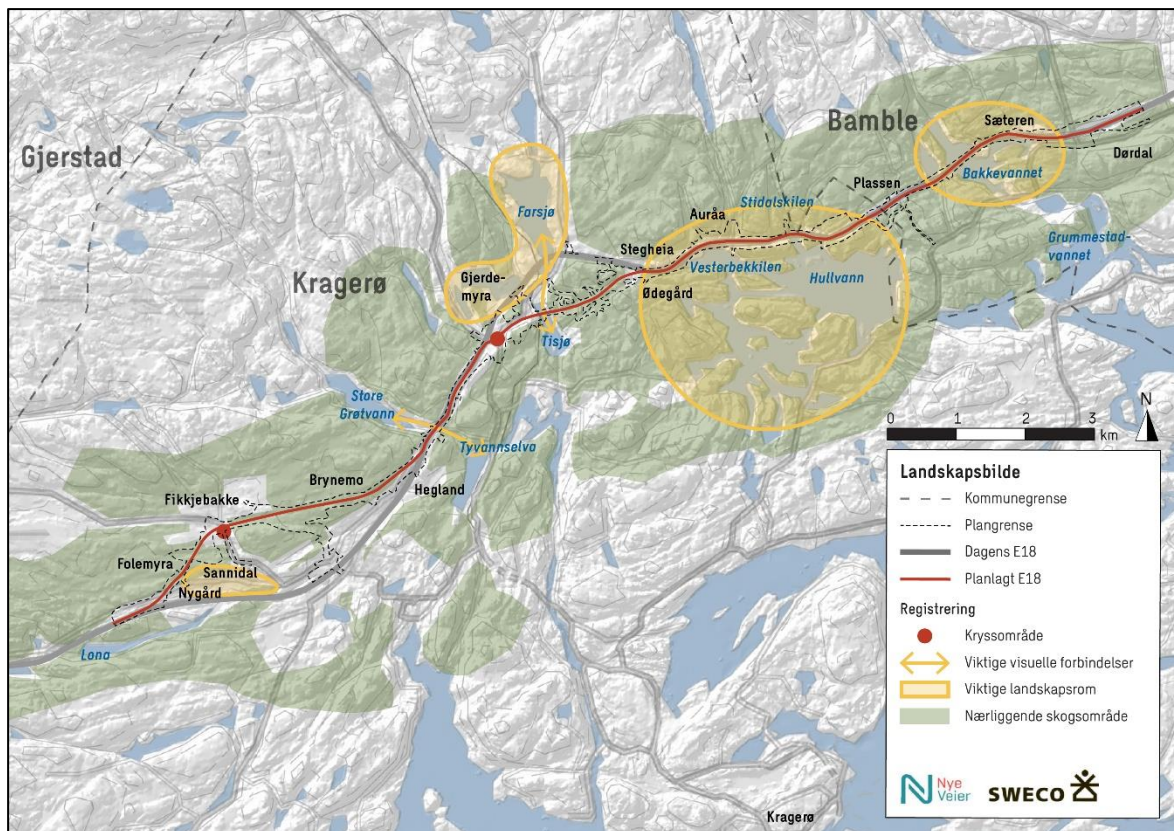 Gjerstad
Bamble
Sæteren
Dørdal
Bakkevannet
Plassen
Farsjø
Stidalskilen
Auråa
Stegheia
Grummestad-
vannet
Vesterbekkilen
Hullvann
Kragerø
Gjerde-
myra
Ødegård
Tisjø
Store
Grøtvann
Tyvannselva
Brynemo
Hegland
Fikkjebakke
Folemyra
Sannidal
Nygård
Lona
Kragerø
N
0 1 2 3
km
Landskapsbilde
Kommunegrense
Plangrense
Dagens E18
Planlagt E18
Registrering
Kryssområde
Viktige visuelle forbindelser
Viktige landskapsrom
Nærliggende skogsområde
Nye
Veier
SWECO